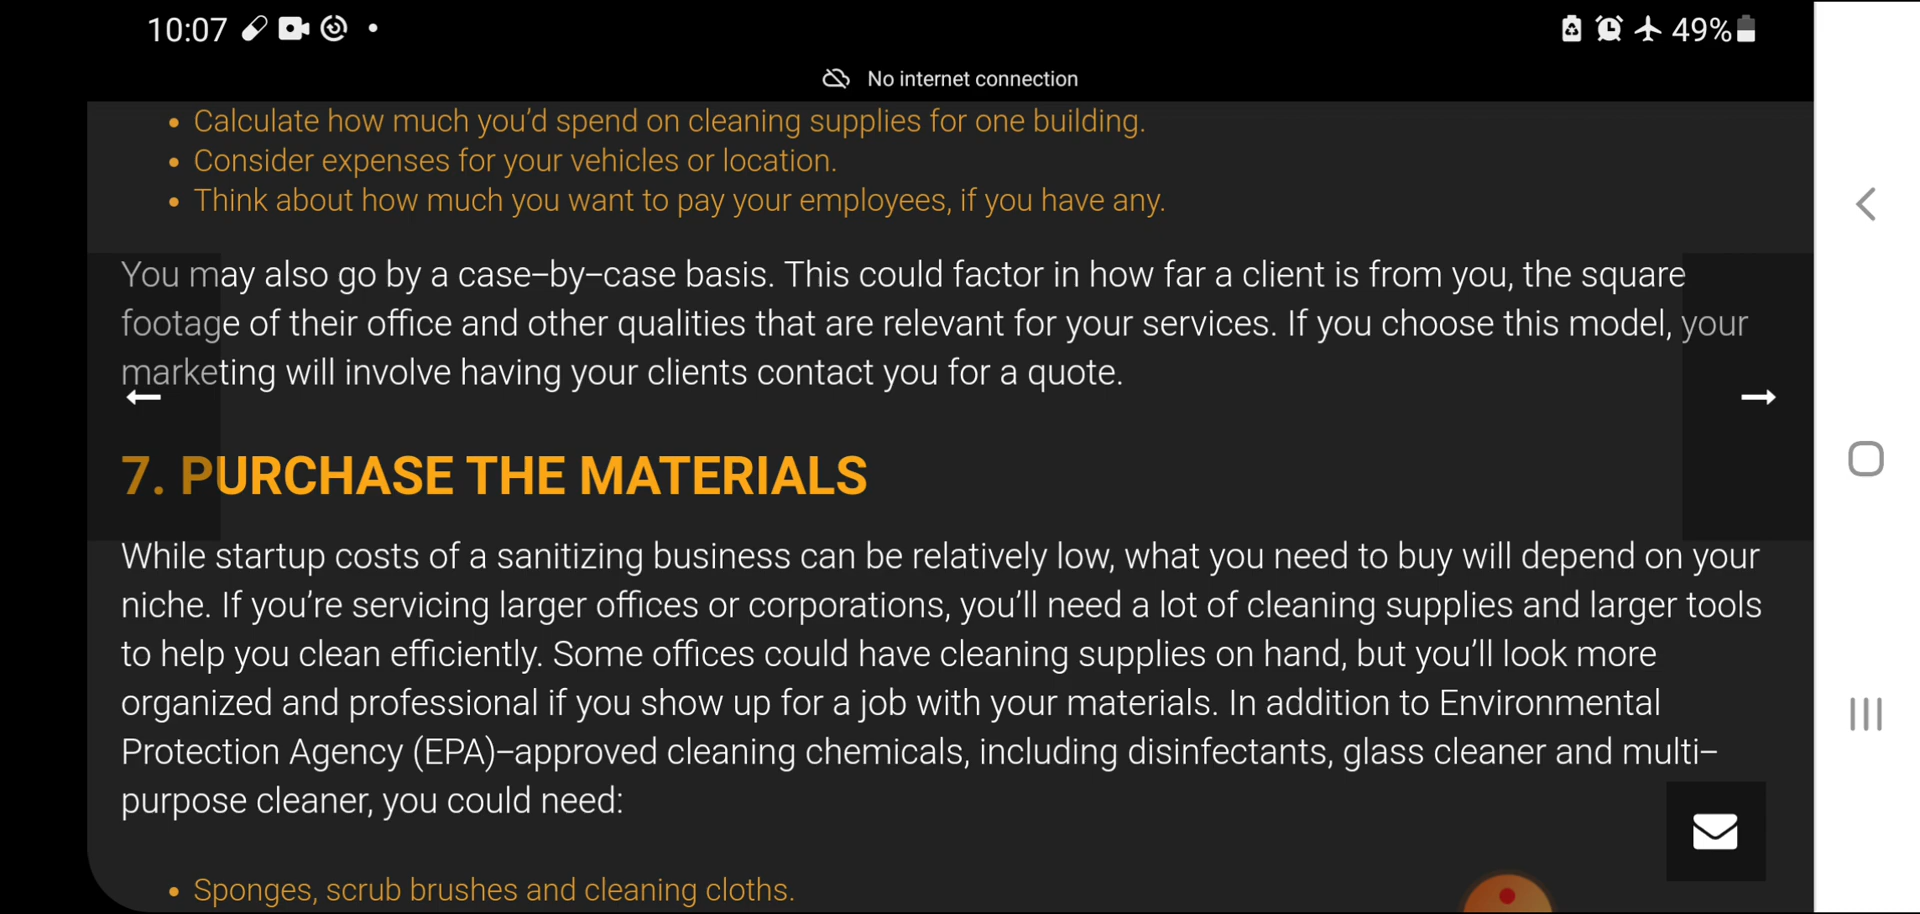 10:07
49%
No internet connection
• Calculate how much you’d spend on cleaning supplies for one building.
• Consider expenses for your vehicles or location.
• Think about how much you want to pay your employees, if you have any.
You may also go by a case-by-case basis. This could factor in how far a client is from you, the square
footage of their office and other qualities that are relevant for your services. If you choose this model, your
marketing will involve having your clients contact you for a quote.
7. PURCHASE THE MATERIALS
While startup costs of a sanitizing business can be relatively low, what you need to buy will depend on your
niche. If you’re servicing larger offices or corporations, you’ll need a lot of cleaning supplies and larger tools
to help you clean efficiently. Some offices could have cleaning supplies on hand, but you’ll look more
organized and professional if you show up for a job with your materials. In addition to Environmental
Protection Agency (EPA)-approved cleaning chemicals, including disinfectants, glass cleaner and multi-
purpose cleaner, you could need:
• Sponges, scrub brushes and cleaning cloths.